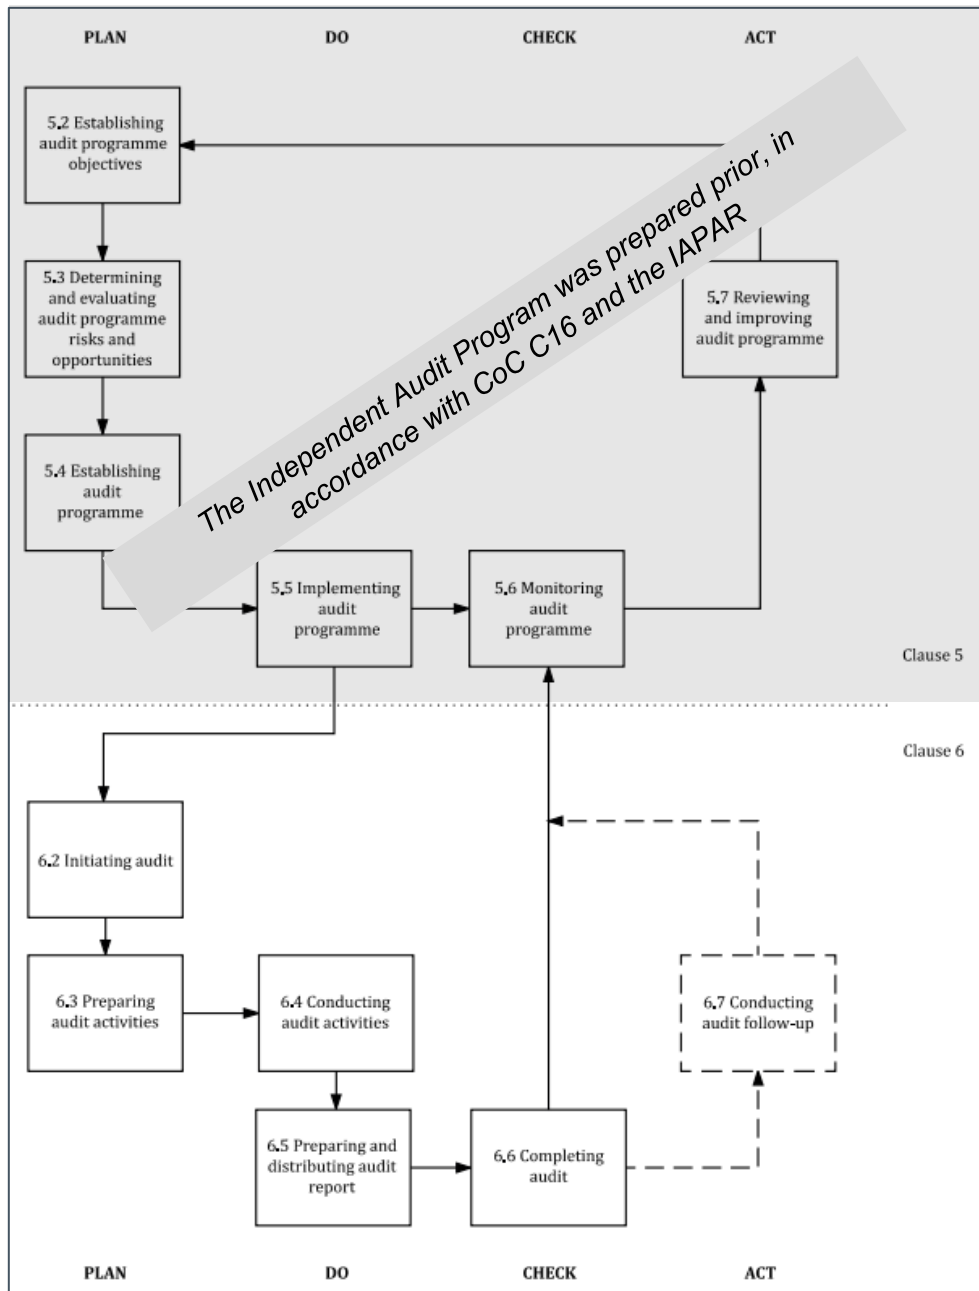 PLAN DO CHECK ACT
5.2 Establishing
audit programme
objectives
The Independent Audit Program was prepared prior, in
accordance with CoC C16 and the IAPAR
5.3 Determining
and evaluating
audit programme
risks and
opportunities
5.7 Reviewing
and improving
audit programme
5.4 Establishing
audit
programme
5.5 Implementing
audit
programme
5.6 Monitoring
audit
programme
Clause 5
Clause 6
6.2 Initiating audit
6.3 Preparing
audit activities
6.4 Conducting
audit activities
6.7 Conducting
audit follow-up
6.5 Preparing and
distributing audit
report
6.6 Completing
audit
PLAN DO CHECK ACT